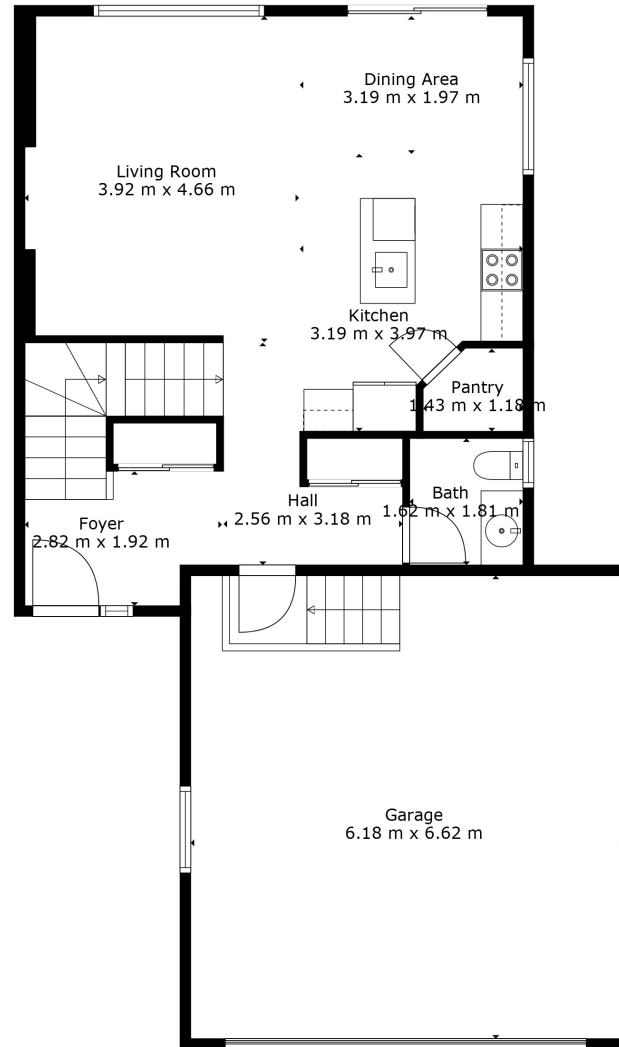 Dining Area
3.19 m x 1.97 m
Living Room
3.92 m x 4.66 m
Kitchen
3.19 m x 3.97 m
Pantry
1.43 m x 1.18 m
Bath
1.62 m x 1.81 m
Hall
2.56 m x 3.18 m
Foyer
2.82 m x 1.92 m
Garage
6.18 m x 6.62 m